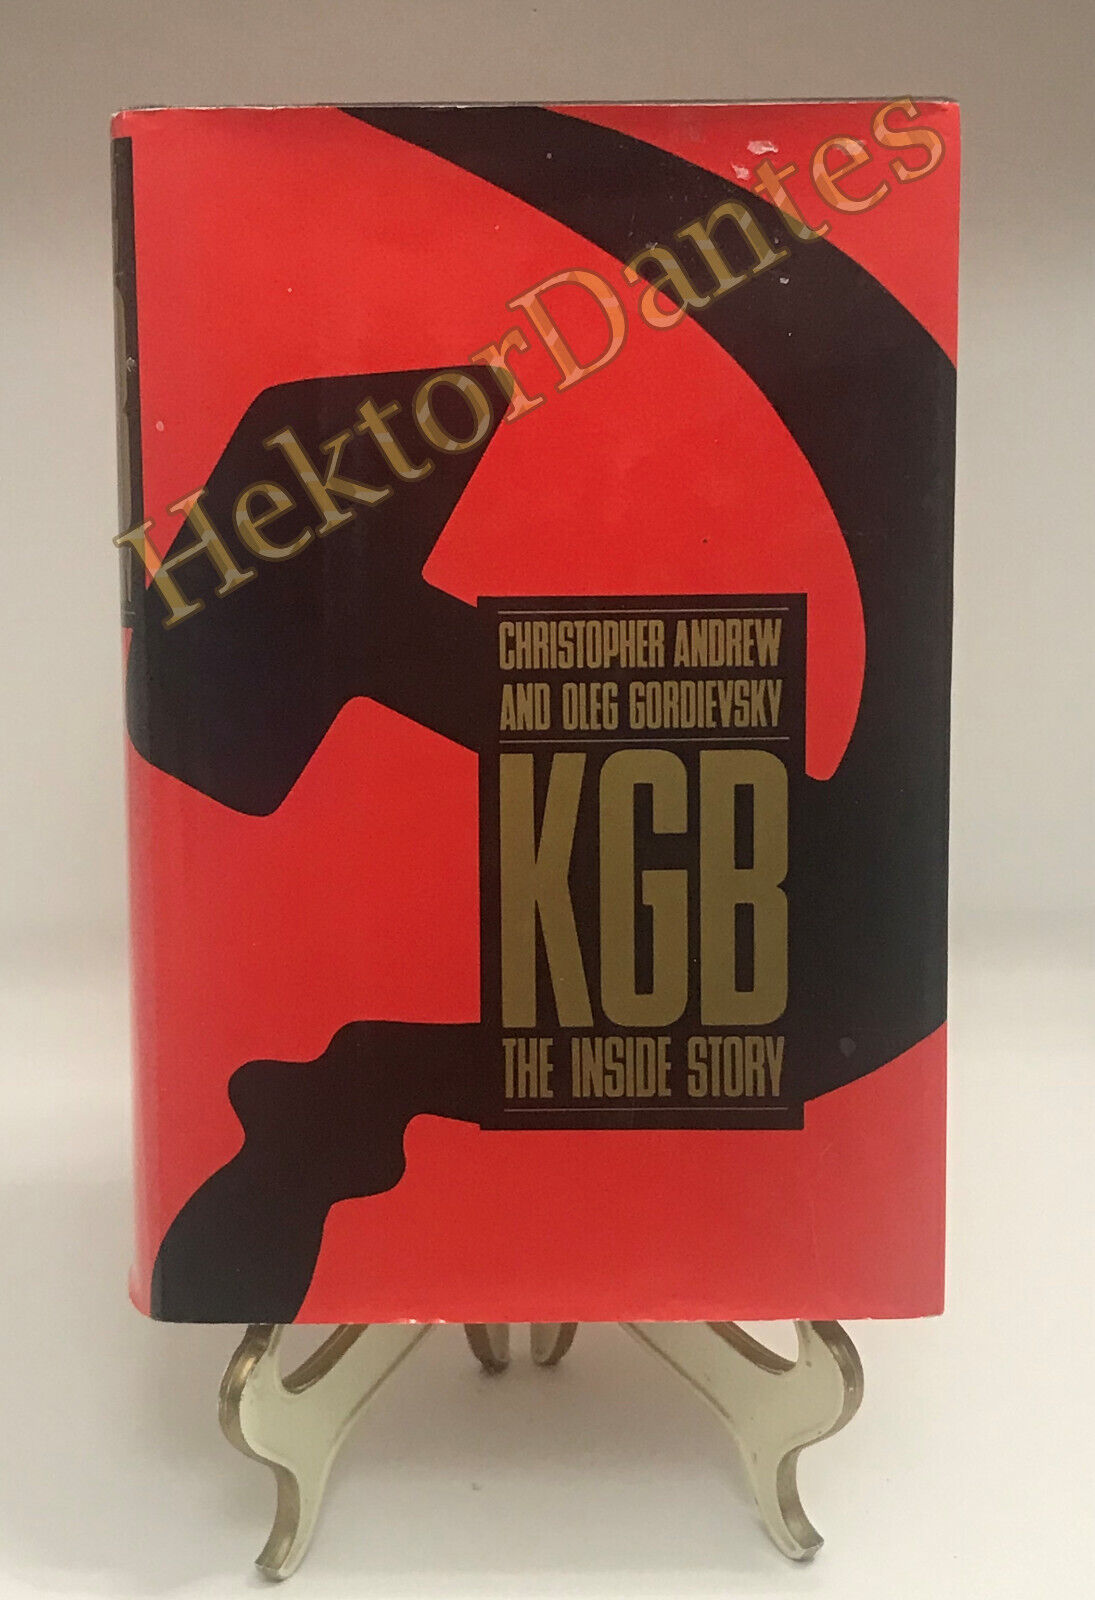 HektorDantes
CHRISTOPHER ANDREW
AND OLEG GORDIEVSKY
KGB
THE INSIDE STORY